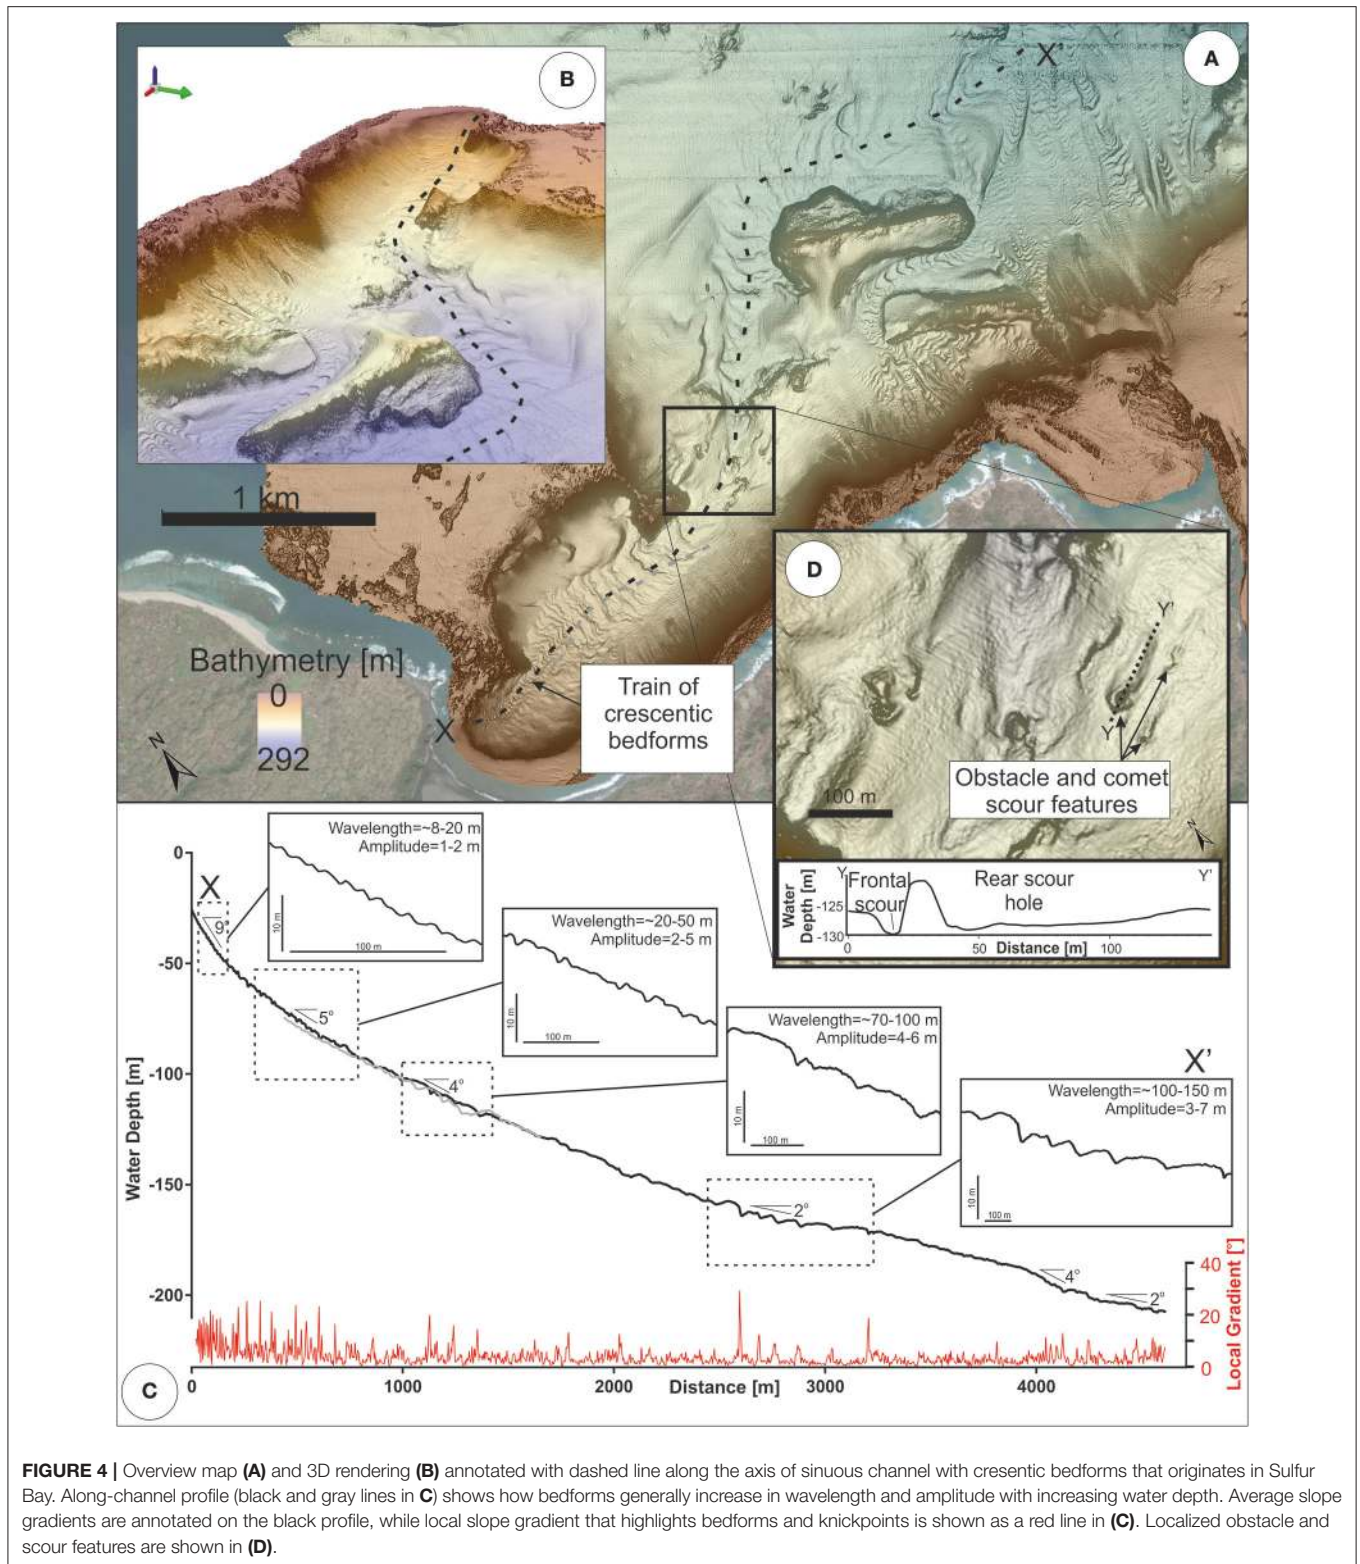 X'
A
B
1 km
Bathymetry [m]
0
292
N
X
Train of
crescentic
bedforms
D
Y'
Y
Obstacle and comet
scour features
100 m
N
Y
Y'
Frontal
scour
Rear scour
hole
Water
Depth [m]
-125
-130
0
50
Distance [m]
100
0
-50
-100
-150
-200
Water Depth [m]
X
9°
5°
4°
2°
4°
2°
Wavelength=~8-20 m
Amplitude=1-2 m
10 m
100 m
Wavelength=~20-50 m
Amplitude=2-5 m
10 m
100 m
Wavelength=~70-100 m
Amplitude=4-6 m
10 m
100 m
X'
Wavelength=~100-150 m
Amplitude=3-7 m
10 m
100 m
40
20
0
Local Gradient [°]
C
0
1000
2000
Distance [m]
3000
4000
FIGURE 4 | Overview map (A) and 3D rendering (B) annotated with dashed line along the axis of sinuous channel with cresentic bedforms that originates in Sulfur
Bay. Along-channel profile (black and gray lines in C) shows how bedforms generally increase in wavelength and amplitude with increasing water depth. Average slope
gradients are annotated on the black profile, while local slope gradient that highlights bedforms and knickpoints is shown as a red line in (C). Localized obstacle and
scour features are shown in (D).